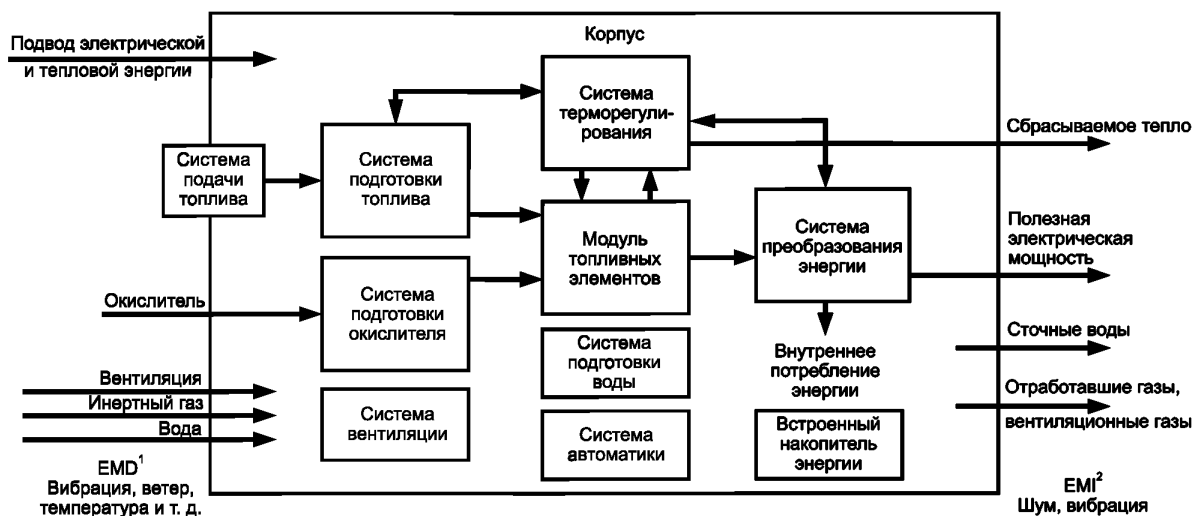 Корпус
Подвод электрической
и тепловой энергии
Система
терморегули-
рования
Сбрасываемое тепло
Система
подачи
топлива
Система
подготовки
топлива
Модуль
топливных
элементов
Система
преобразования
энергии
Полезная
электрическая
мощность
Окислитель
Система
подготовки
окислителя
Система
подготовки
воды
Внутреннее
потребление
энергии
Сточные воды
Вентиляция
Инертный газ
Вода
Система
вентиляции
Система
автоматики
Встроенный
накопитель
энергии
Отработавшие газы,
вентиляционные газы
EMD¹
Вибрация, ветер,
температура и т. д.
EMI²
Шум, вибрация